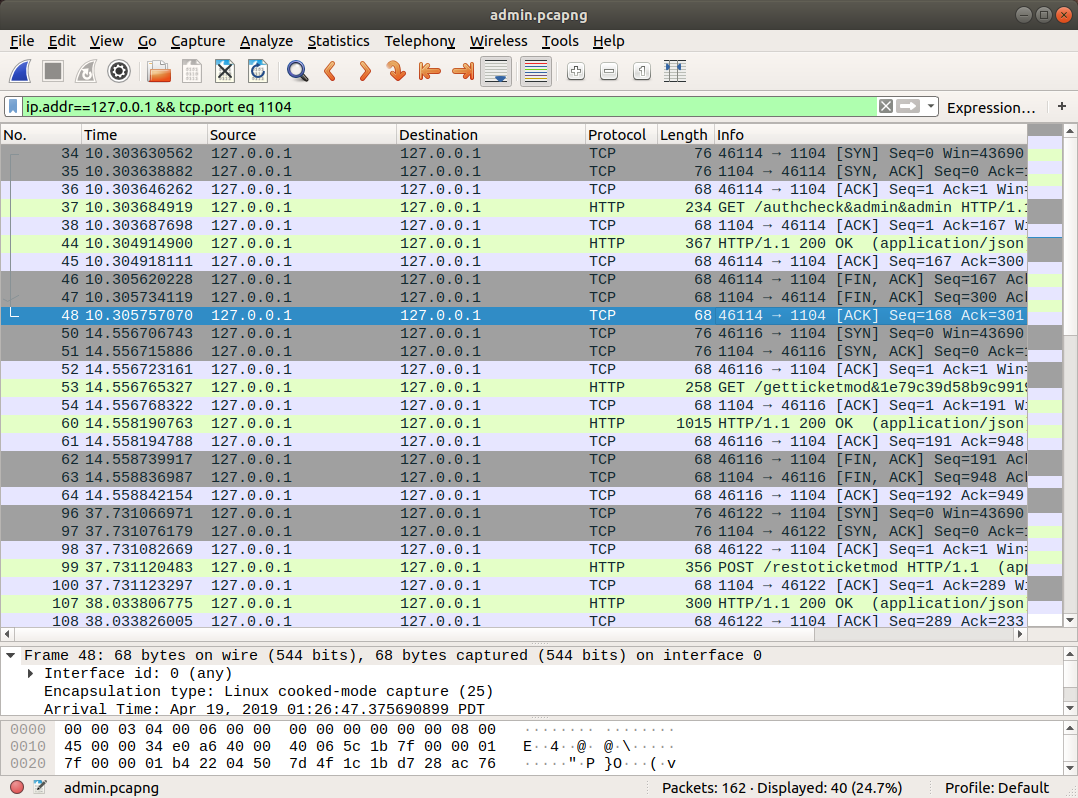 admin.pcapng
File Edit View Go Capture Analyze Statistics Telephony Wireless Tools Help
ip.addr==127.0.0.1 && tcp.port eq 1104 Expression… +
No. Time Source Destination Protocol Length Info
34 10.303630562 127.0.0.1 127.0.0.1 TCP 76 46114 → 1104 [SYN] Seq=0 Win=43690
35 10.303638882 127.0.0.1 127.0.0.1 TCP 76 1104 → 46114 [SYN, ACK] Seq=0 Ack=1
36 10.303646262 127.0.0.1 127.0.0.1 TCP 68 46114 → 1104 [ACK] Seq=1 Ack=1 Win=
37 10.303684919 127.0.0.1 127.0.0.1 HTTP 234 GET /authcheck&admin&admin HTTP/1.1
38 10.303687698 127.0.0.1 127.0.0.1 TCP 68 1104 → 46114 [ACK] Seq=1 Ack=167 Wi
44 10.304914900 127.0.0.1 127.0.0.1 HTTP 367 HTTP/1.1 200 OK (application/json
45 10.304918111 127.0.0.1 127.0.0.1 TCP 68 46114 → 1104 [ACK] Seq=167 Ack=300
46 10.305620228 127.0.0.1 127.0.0.1 TCP 68 46114 → 1104 [FIN, ACK] Seq=167 Ack
47 10.305734119 127.0.0.1 127.0.0.1 TCP 68 1104 → 46114 [FIN, ACK] Seq=300 Ack
48 10.305757070 127.0.0.1 127.0.0.1 TCP 68 46114 → 1104 [ACK] Seq=168 Ack=301
50 14.556706743 127.0.0.1 127.0.0.1 TCP 76 46116 → 1104 [SYN] Seq=0 Win=43690
51 14.556715886 127.0.0.1 127.0.0.1 TCP 76 1104 → 46116 [SYN, ACK] Seq=0 Ack=1
52 14.556723161 127.0.0.1 127.0.0.1 TCP 68 46116 → 1104 [ACK] Seq=1 Ack=1 Win=
53 14.556765327 127.0.0.1 127.0.0.1 HTTP 258 GET /getticketmod&1e79c39d58b9c9919
54 14.556768322 127.0.0.1 127.0.0.1 TCP 68 1104 → 46116 [ACK] Seq=1 Ack=191 Wi
60 14.558190763 127.0.0.1 127.0.0.1 HTTP 1015 HTTP/1.1 200 OK (application/json
61 14.558194788 127.0.0.1 127.0.0.1 TCP 68 46116 → 1104 [ACK] Seq=191 Ack=948
62 14.558739917 127.0.0.1 127.0.0.1 TCP 68 46116 → 1104 [FIN, ACK] Seq=191 Ack
63 14.558836987 127.0.0.1 127.0.0.1 TCP 68 1104 → 46116 [FIN, ACK] Seq=948 Ack
64 14.558842154 127.0.0.1 127.0.0.1 TCP 68 46116 → 1104 [ACK] Seq=192 Ack=949
96 37.731066971 127.0.0.1 127.0.0.1 TCP 76 46122 → 1104 [SYN] Seq=0 Win=43690
97 37.731076179 127.0.0.1 127.0.0.1 TCP 76 1104 → 46122 [SYN, ACK] Seq=0 Ack=1
98 37.731082669 127.0.0.1 127.0.0.1 TCP 68 46122 → 1104 [ACK] Seq=1 Ack=1 Win=
99 37.731120483 127.0.0.1 127.0.0.1 HTTP 356 POST /restoticketmod HTTP/1.1 (app
100 37.731123297 127.0.0.1 127.0.0.1 TCP 68 1104 → 46122 [ACK] Seq=1 Ack=289 Wi
107 38.033806775 127.0.0.1 127.0.0.1 HTTP 300 HTTP/1.1 200 OK (application/json
108 38.033826005 127.0.0.1 127.0.0.1 TCP 68 46122 → 1104 [ACK] Seq=289 Ack=233
Frame 48: 68 bytes on wire (544 bits), 68 bytes captured (544 bits) on interface 0
Interface id: 0 (any)
Encapsulation type: Linux cooked-mode capture (25)
Arrival Time: Apr 19, 2019 01:26:47.375690899 PDT
0000 00 00 03 04 00 06 00 00 00 00 00 00 00 00 08 00 ········ ········
0010 45 00 00 34 e0 a6 40 00 40 06 5c 1b 7f 00 00 01 E··4··@· @·\·····
0020 7f 00 00 01 b4 22 04 50 7d 4f 1c 1b d7 28 ac 76 ·····"·P }O···(·v
admin.pcapng Packets: 162 · Displayed: 40 (24.7%) Profile: Default